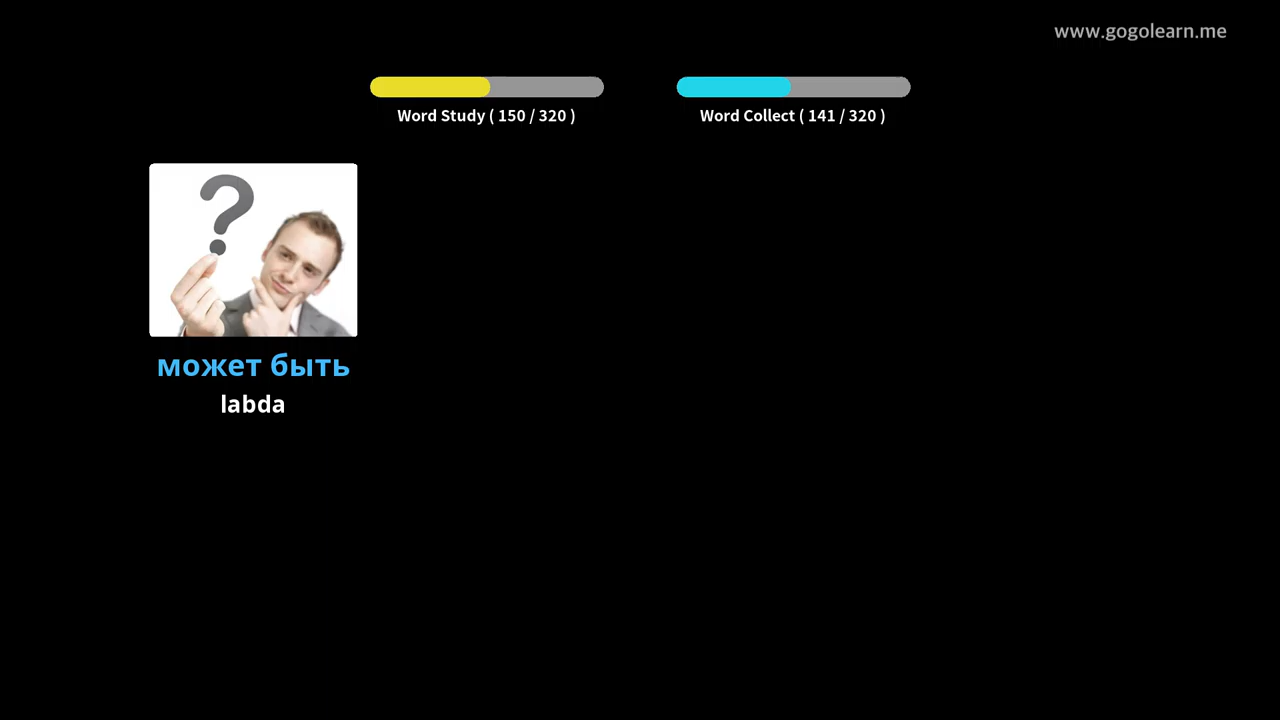 www.gogolearn.me
Word Study ( 150 / 320 )
Word Collect ( 141 / 320 )
?
может быть
labda